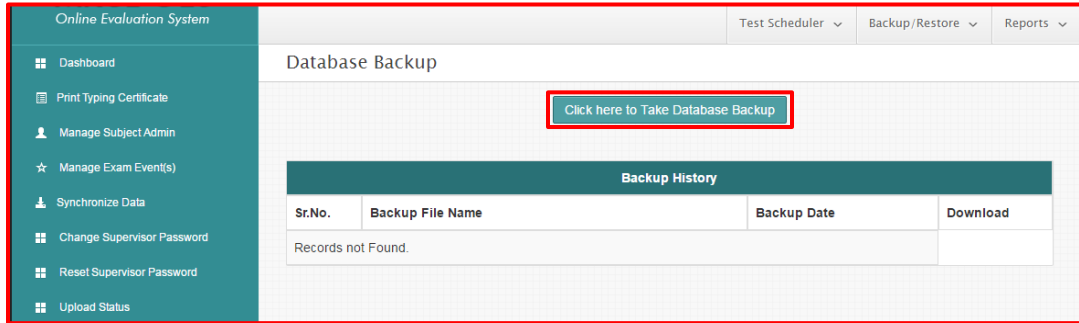 Online Evaluation System
Test Scheduler
Backup/Restore
Reports
Dashboard
Print Typing Certificate
Manage Subject Admin
Manage Exam Event(s)
Synchronize Data
Change Supervisor Password
Reset Supervisor Password
Upload Status
Database Backup
Click here to Take Database Backup
Backup History
Sr.No. Backup File Name Backup Date Download
Records not Found.